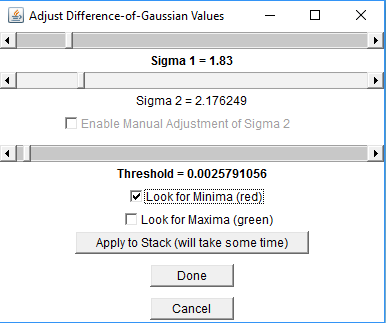 Adjust Difference-of-Gaussian Values
Sigma 1 = 1.83
Sigma 2 = 2.176249
Enable Manual Adjustment of Sigma 2
Threshold = 0.0025791056
Look for Minima (red)
Look for Maxima (green)
Apply to Stack (will take some time)
Done
Cancel